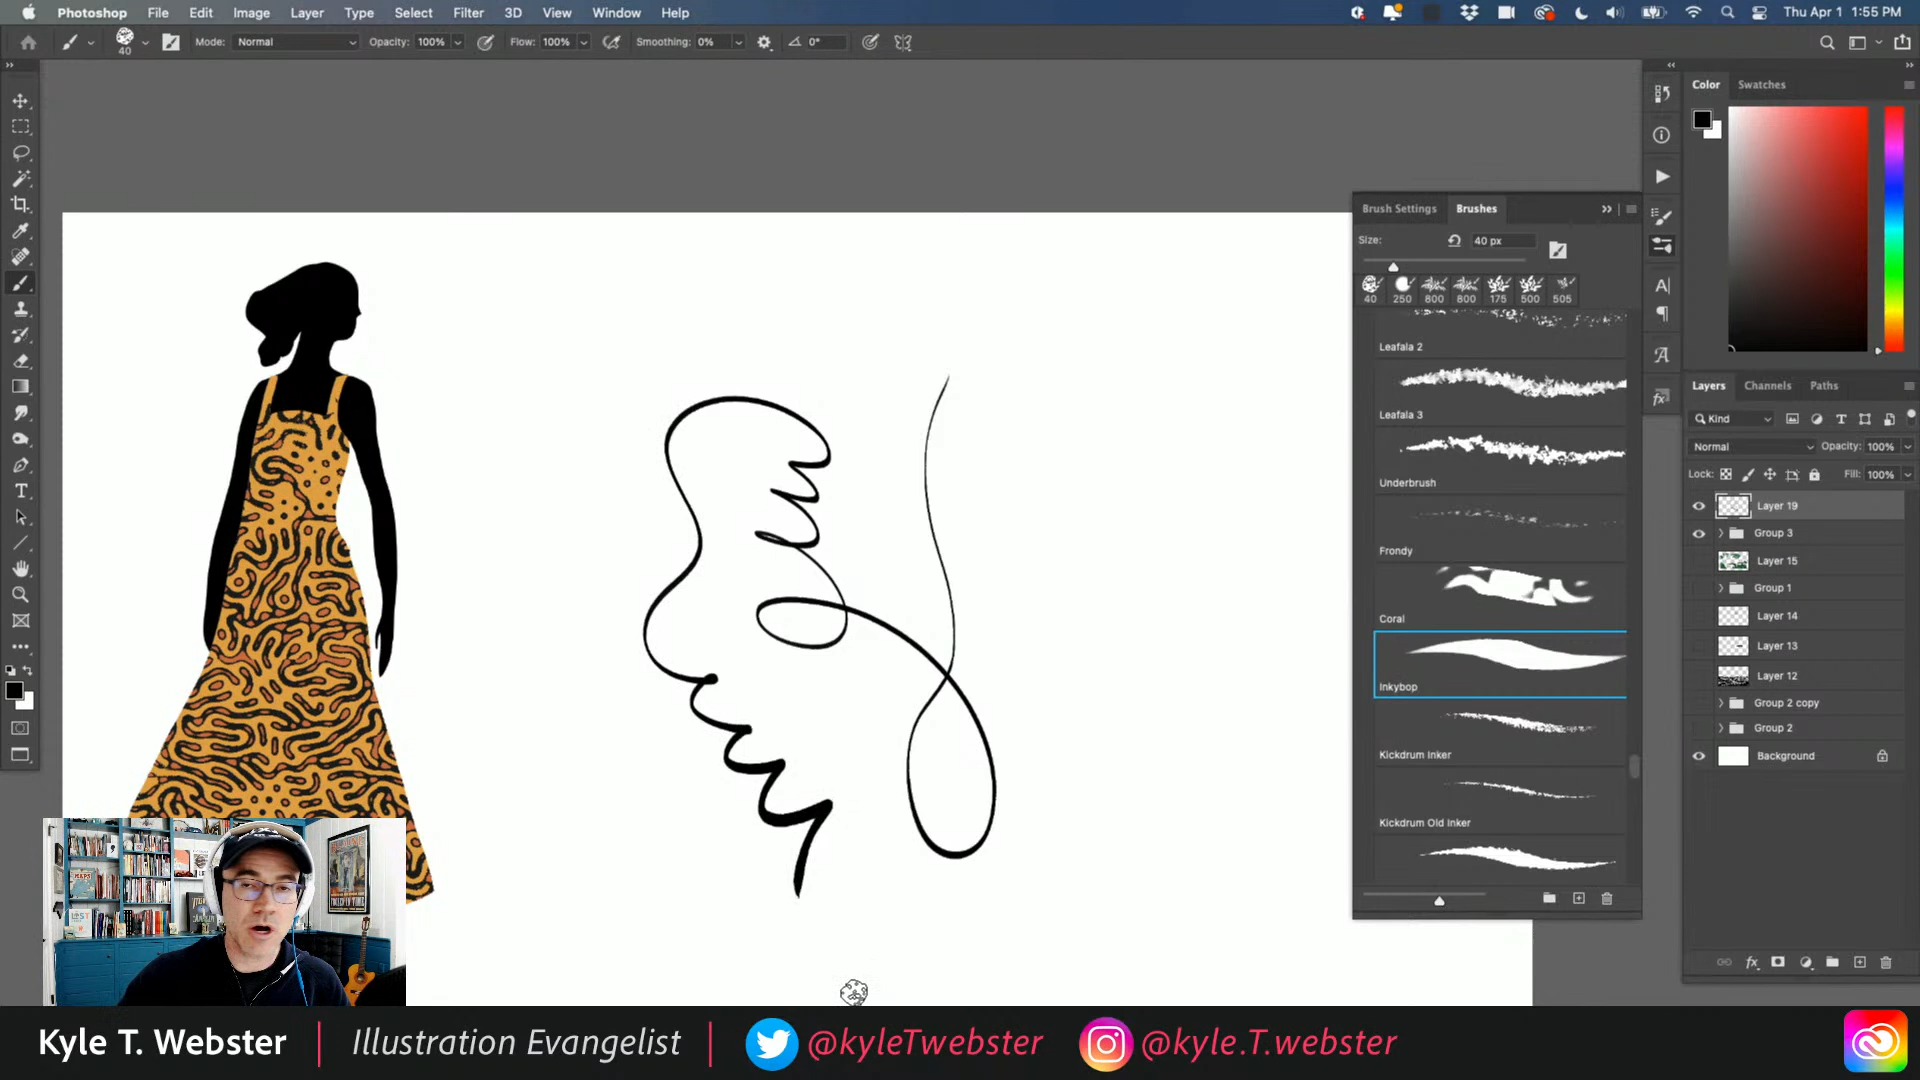 Photoshop File Edit Image Layer Type Select Filter 3D View Window Help Thu Apr 1 1:55 PM
40 Mode: Normal Opacity: 100% Flow: 100% Smoothing: 0% 0°
Color Swatches
Brush Settings Brushes
Size: 40 px
40 250 800 800 175 500 505
Leafala 2
Leafala 3
Underbrush
Frondy
Coral
Inkybop
Kickdrum Inker
Kickdrum Old Inker
Layers Channels Paths
Kind
Normal Opacity: 100%
Lock: Fill: 100%
Layer 19
Group 3
Layer 15
Group 1
Layer 14
Layer 13
Layer 12
Group 2 copy
Group 2
Background
Kyle T. Webster | Illustration Evangelist | @kyleTwebster @kyle.T.webster